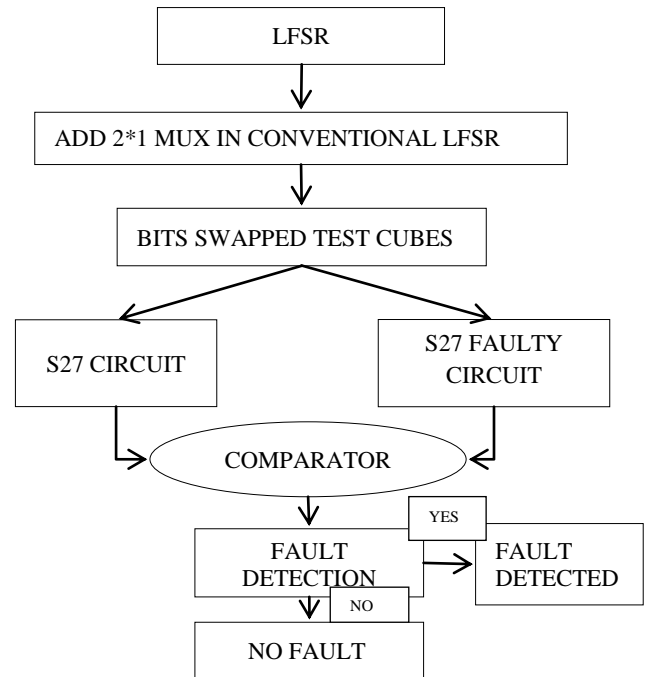 LFSR
ADD 2*1 MUX IN CONVENTIONAL LFSR
BITS SWAPPED TEST CUBES
S27 CIRCUIT
S27 FAULTY
CIRCUIT
COMPARATOR
YES
FAULT
DETECTION
FAULT
DETECTED
NO
NO FAULT